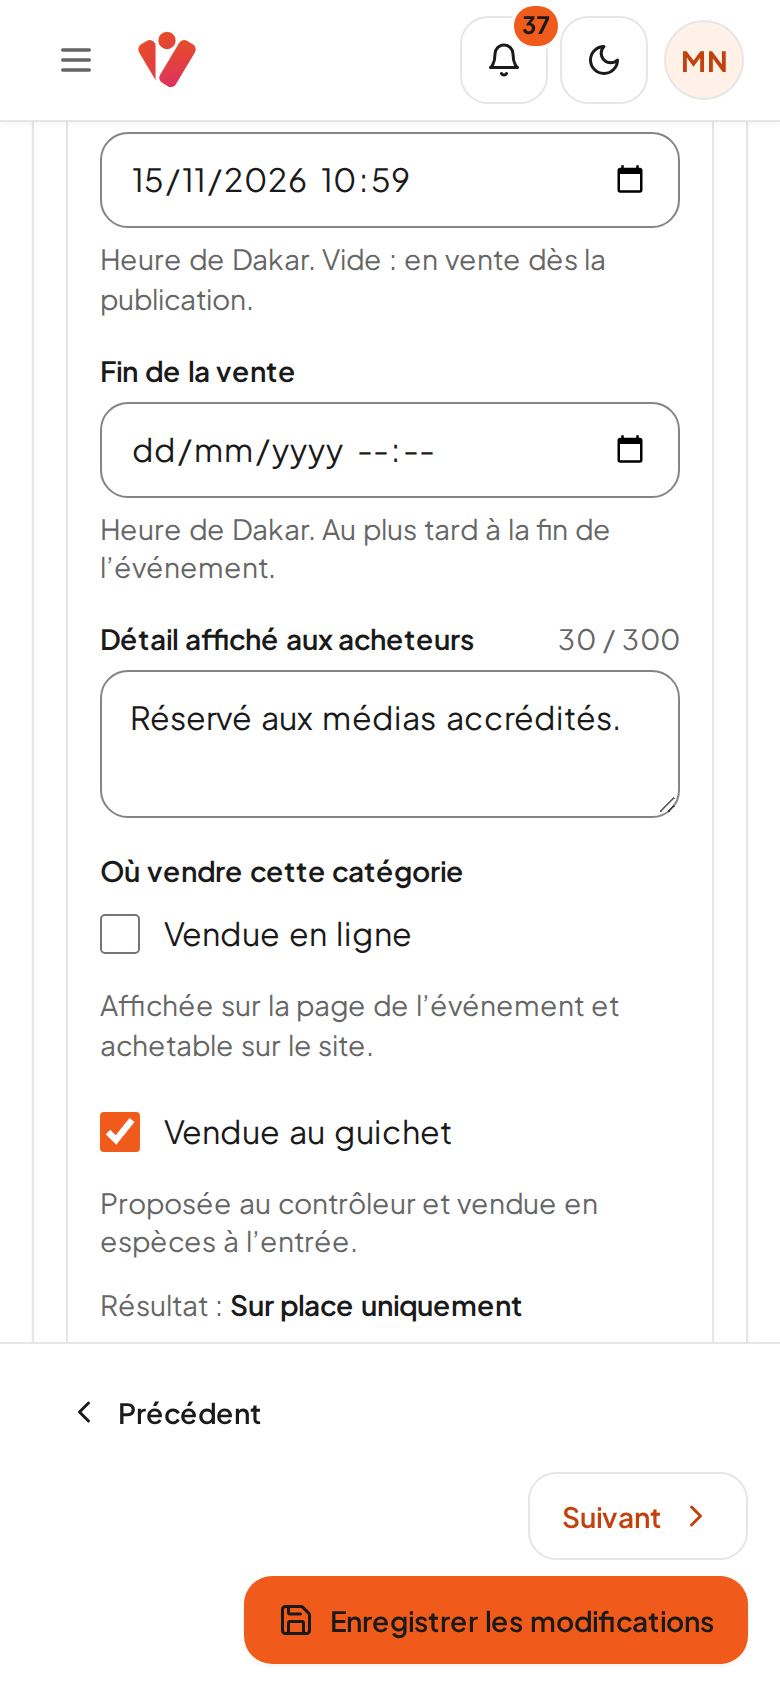 37
MN
15/11/2026 10:59
Heure de Dakar. Vide : en vente dès la
publication.
Fin de la vente
dd/mm/yyyy --:--
Heure de Dakar. Au plus tard à la fin de
l’événement.
Détail affiché aux acheteurs 30 / 300
Réservé aux médias accrédités.
Où vendre cette catégorie
Vendue en ligne
Affichée sur la page de l’événement et
achetable sur le site.
Vendue au guichet
Proposée au contrôleur et vendue en
espèces à l’entrée.
Résultat : Sur place uniquement
Précédent
Suivant
Enregistrer les modifications